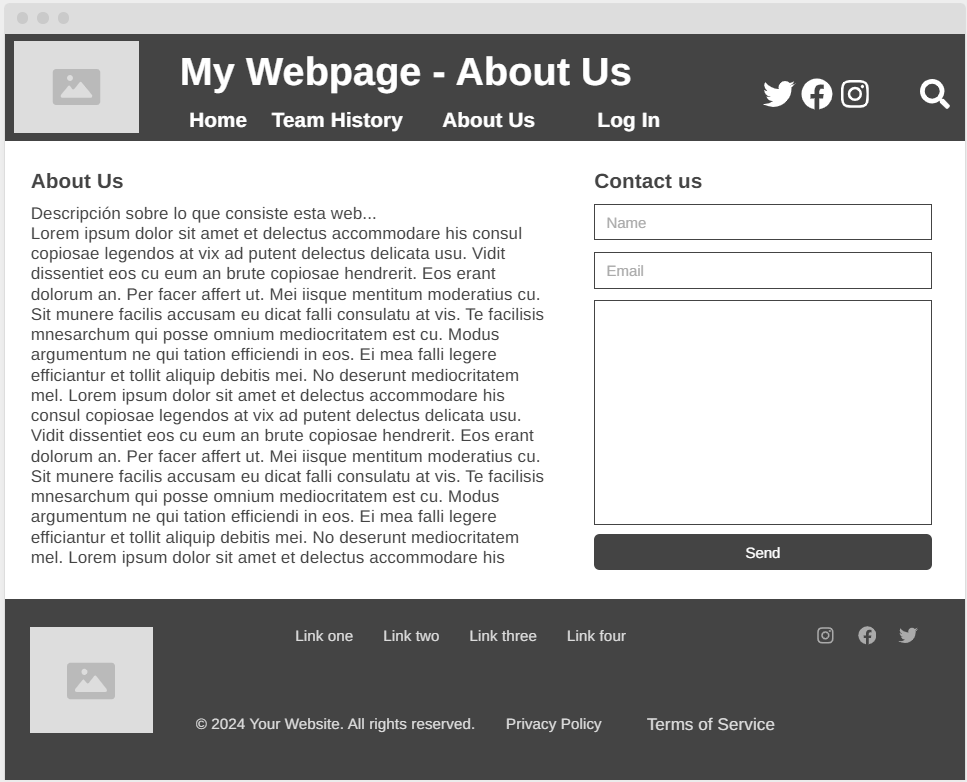 My Webpage - About Us
Home Team History About Us Log In
About Us
Descripción sobre lo que consiste esta web...
Lorem ipsum dolor sit amet et delectus accommodare his consul
copiosae legendos at vix ad putent delectus delicata usu. Vidit
dissentiet eos cu eum an brute copiosae hendrerit. Eos erant
dolorum an. Per facer affert ut. Mei iisque mentitum moderatius cu.
Sit munere facilis accusam eu dicat falli consulatu at vis. Te facilisis
mnesarchum qui posse omnium mediocritatem est cu. Modus
argumentum ne qui tation efficiendi in eos. Ei mea falli legere
efficiantur et tollit aliquip debitis mei. No deserunt mediocritatem
mel. Lorem ipsum dolor sit amet et delectus accommodare his
consul copiosae legendos at vix ad putent delectus delicata usu.
Vidit dissentiet eos cu eum an brute copiosae hendrerit. Eos erant
dolorum an. Per facer affert ut. Mei iisque mentitum moderatius cu.
Sit munere facilis accusam eu dicat falli consulatu at vis. Te facilisis
mnesarchum qui posse omnium mediocritatem est cu. Modus
argumentum ne qui tation efficiendi in eos. Ei mea falli legere
efficiantur et tollit aliquip debitis mei. No deserunt mediocritatem
mel. Lorem ipsum dolor sit amet et delectus accommodare his
Contact us
Name
Email
Send
Link one Link two Link three Link four
© 2024 Your Website. All rights reserved. Privacy Policy Terms of Service